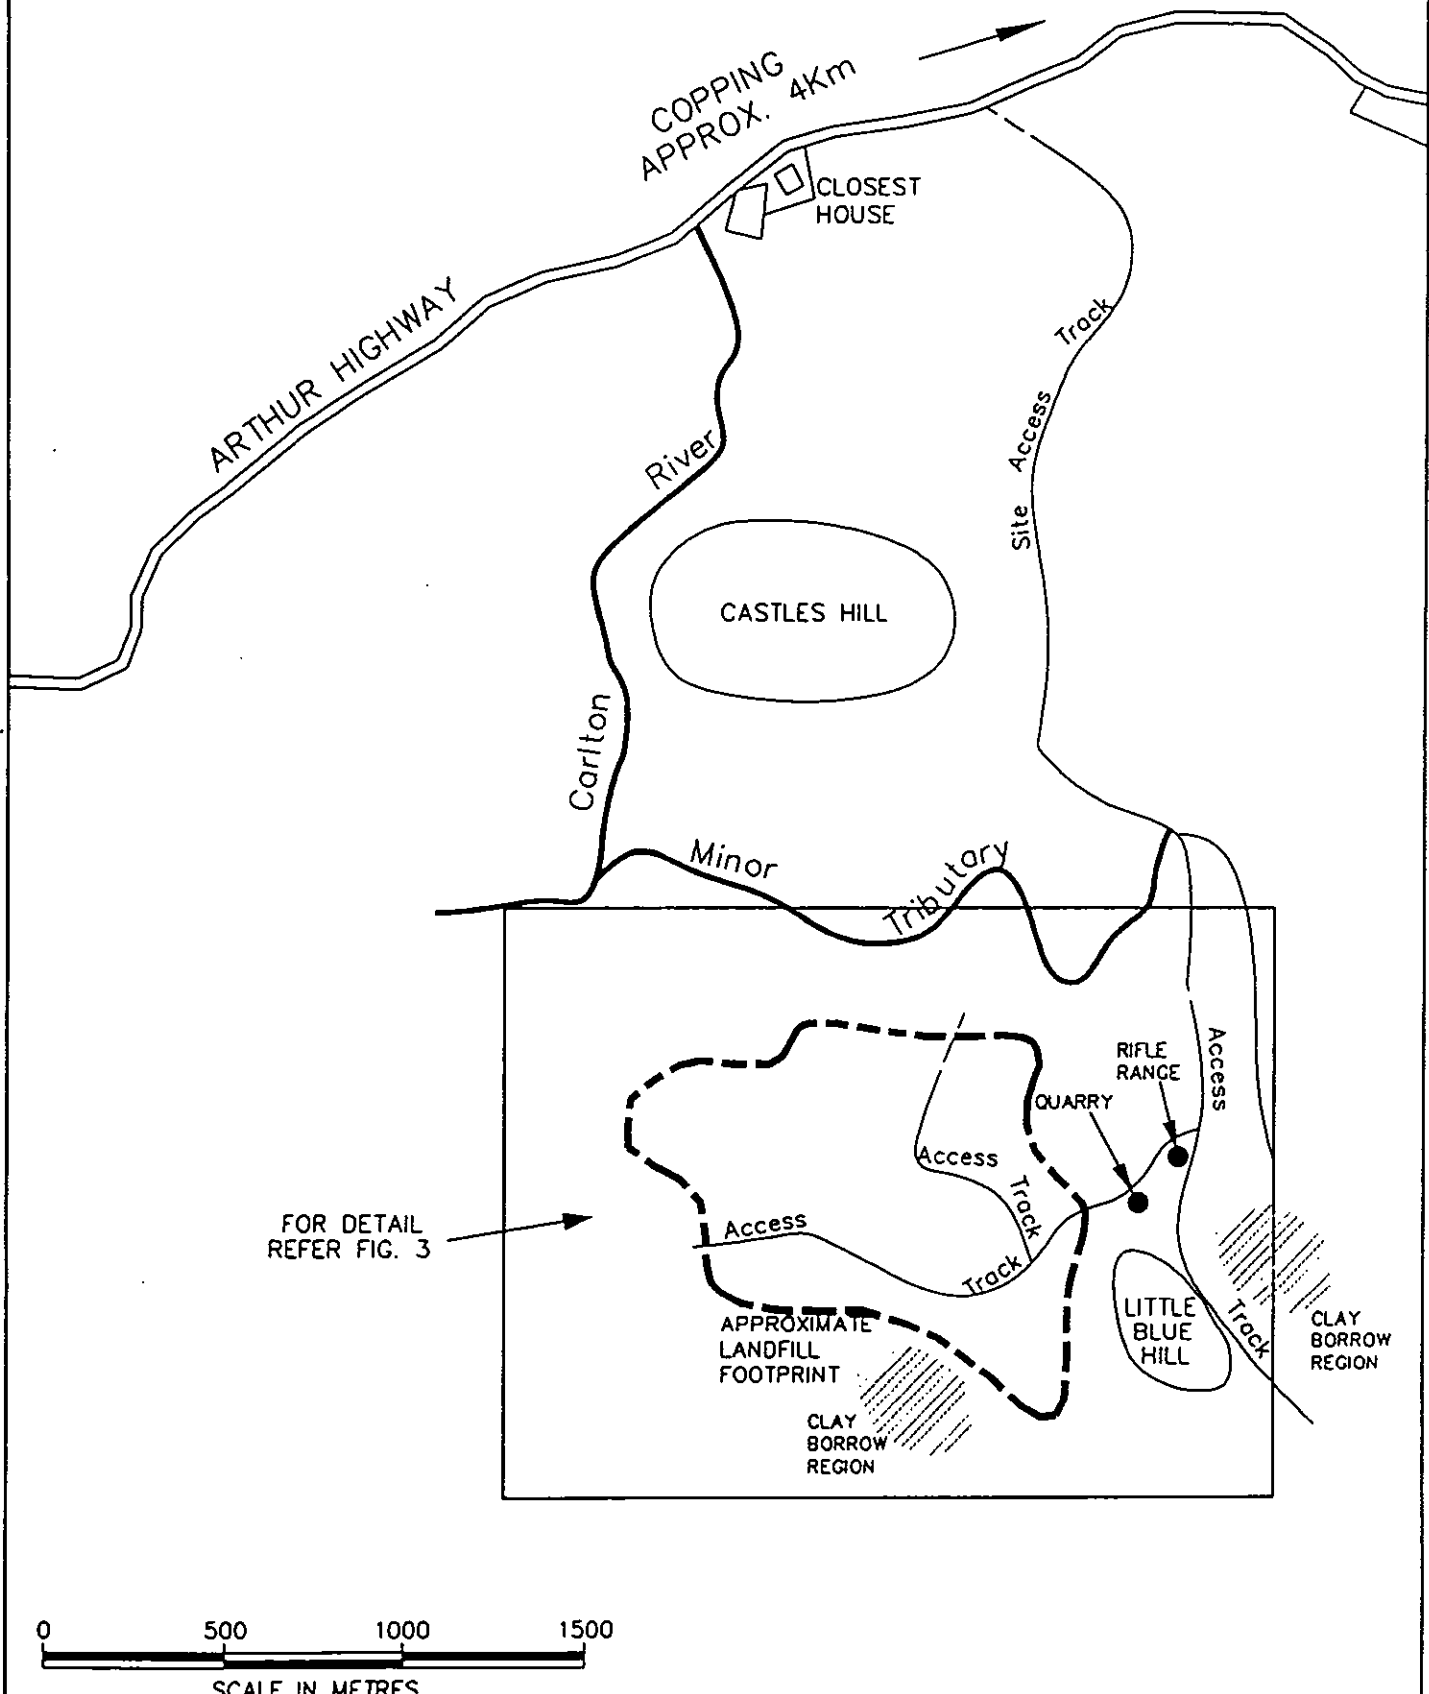 COPPING
APPROX. 4Km
CLOSEST
HOUSE
ARTHUR HIGHWAY
Track
Access
Site
River
CASTLES HILL
Carlton
Minor
Tributary
RIFLE
RANGE
Access
QUARRY
Access
Track
FOR DETAIL
REFER FIG. 3
Access
Track
LITTLE
BLUE
HILL
Track
CLAY
BORROW
REGION
APPROXIMATE
LANDFILL
FOOTPRINT
CLAY
BORROW
REGION
0 500 1000 1500
SCALE IN METRES